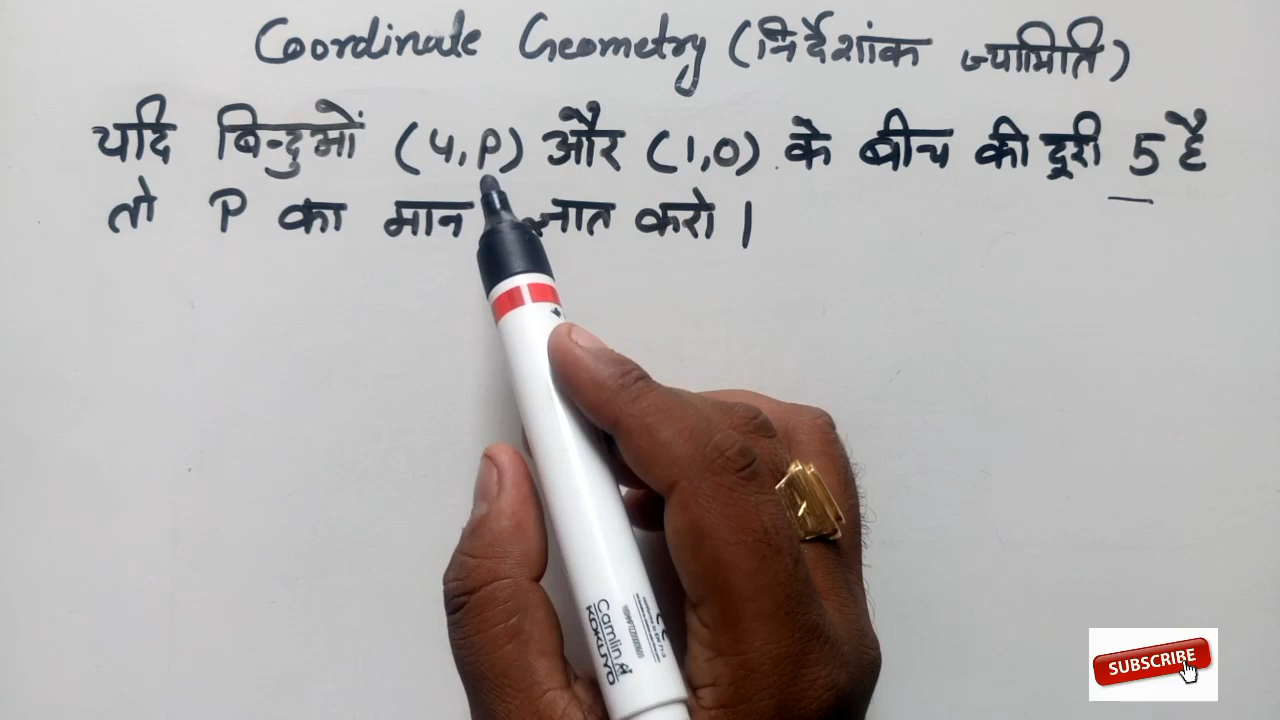 Coordinate Geometry (निर्देशांक ज्यामिति)
यदि बिन्दुओं (4,P) और (1,0) के बीच की दूरी 5 है
तो P का मान ज्ञात करो ।
Camlin
KOKUYO
SUBSCRIBE